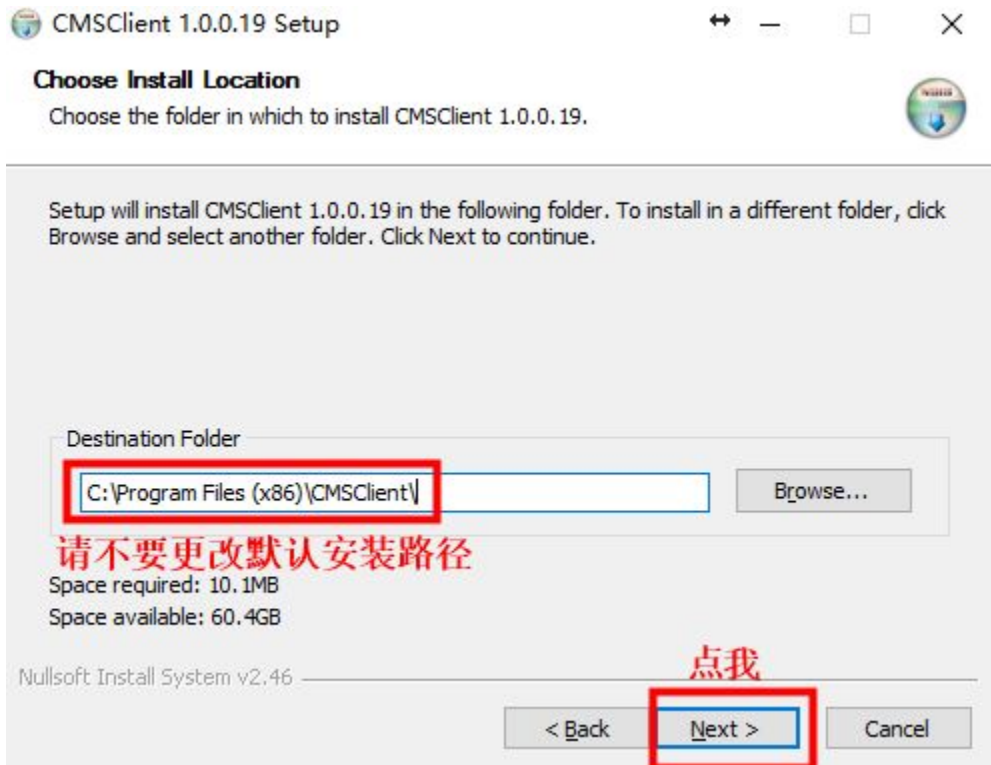 CMSClient 1.0.0.19 Setup
Choose Install Location
Choose the folder in which to install CMSClient 1.0.0.19.
Setup will install CMSClient 1.0.0.19 in the following folder. To install in a different folder, click
Browse and select another folder. Click Next to continue.
Destination Folder
C:\Program Files (x86)\CMSClient\
Browse...
请不要更改默认安装路径
Space required: 10.1MB
Space available: 60.4GB
点我
Nullsoft Install System v2.46
< Back Next > Cancel